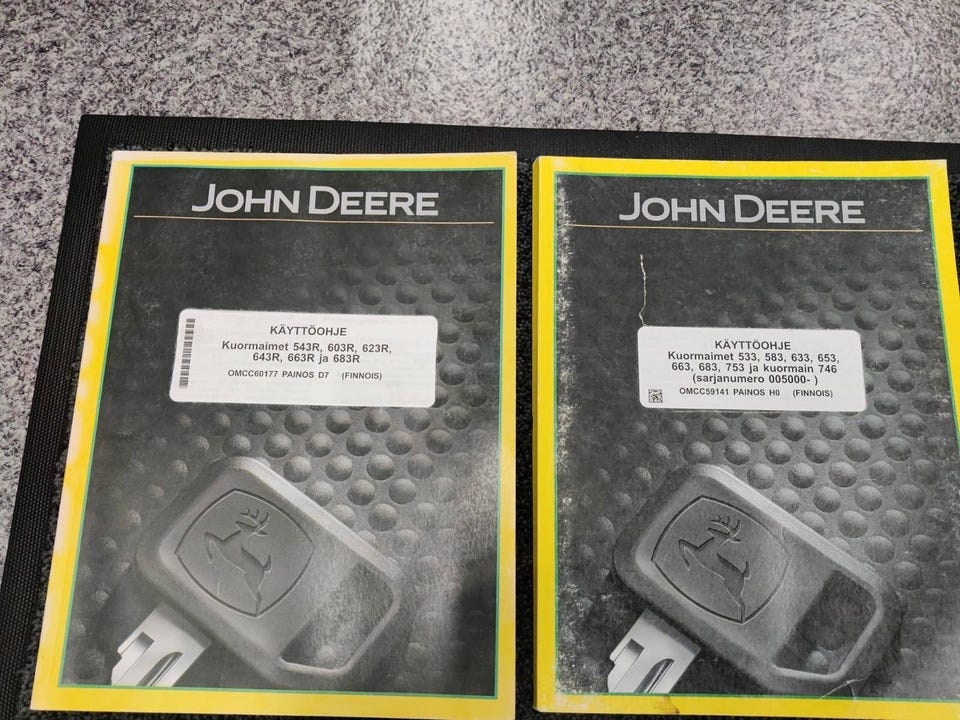 JOHN DEERE
KÄYTTÖOHJE
Kuormaimet 543R, 603R, 623R,
643R, 663R ja 683R
OMCC60177 PAINOS D7 (FINNOIS)
JOHN DEERE
KÄYTTÖOHJE
Kuormaimet 533, 583, 633, 653,
663, 683, 753 ja kuormain 746
(sarjanumero 005000- )
OMCC59141 PAINOS H0 (FINNOIS)